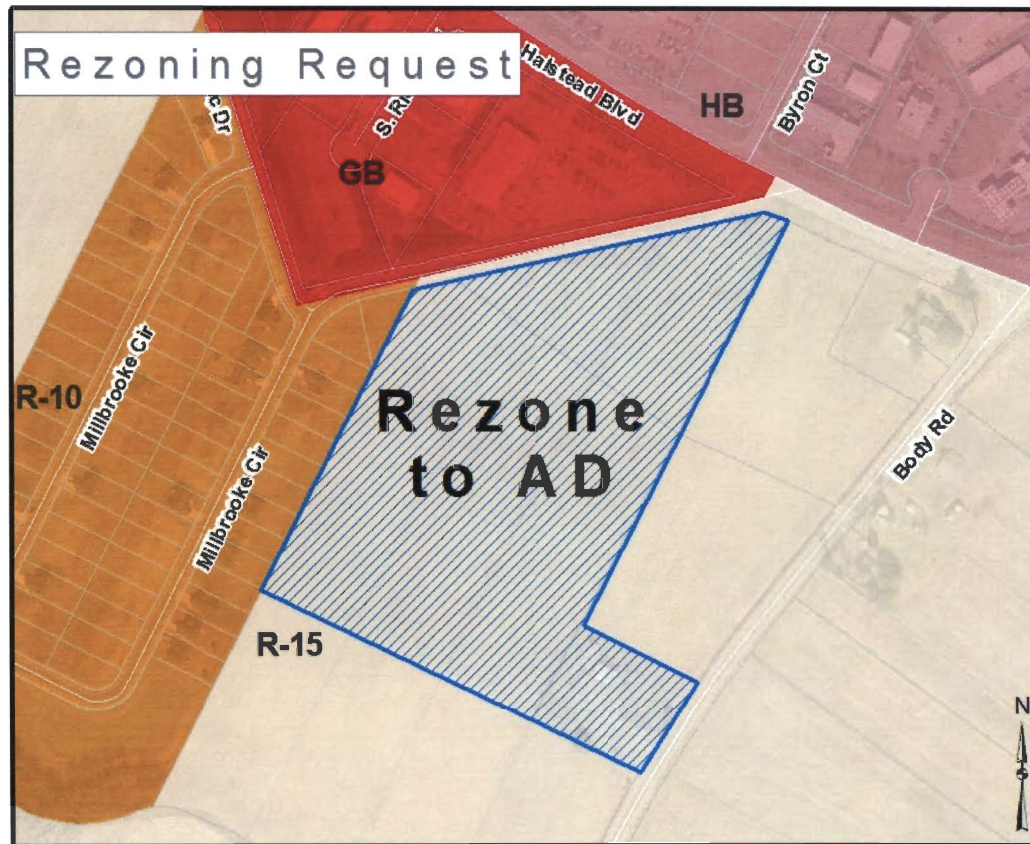 Rezoning Request
Halstead Blvd
Byron Ct
HB
GB
Rezone
to AD
R-10
Millbrooke Cir
Millbrooke Cir
Body Rd
R-15
N